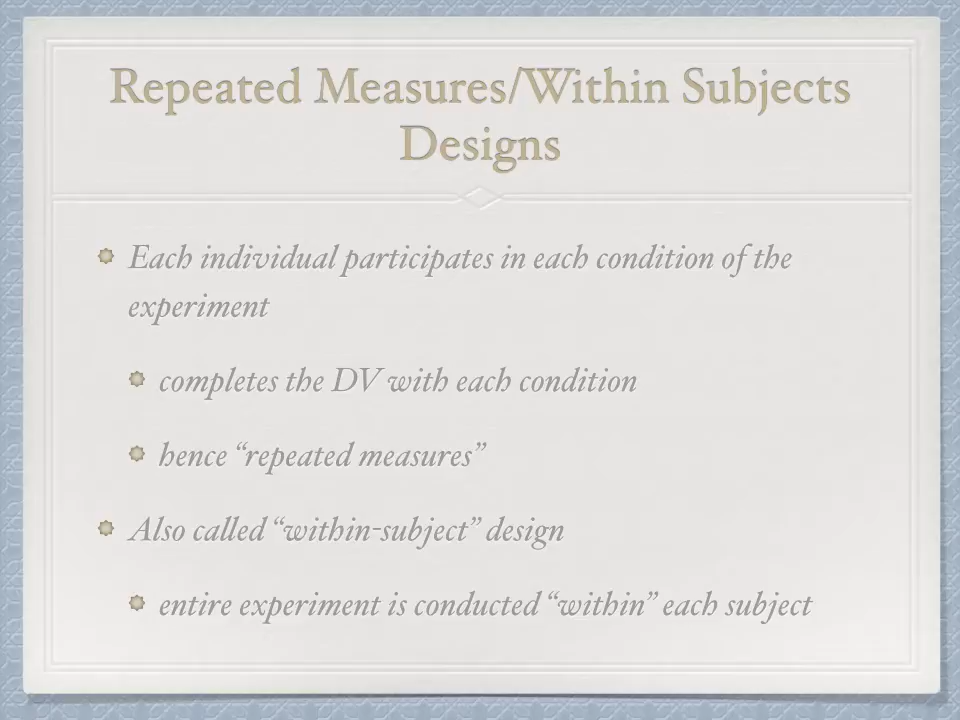 Repeated Measures/Within Subjects
Designs
Each individual participates in each condition of the
experiment
completes the DV with each condition
hence “repeated measures”
Also called “within-subject” design
entire experiment is conducted “within” each subject